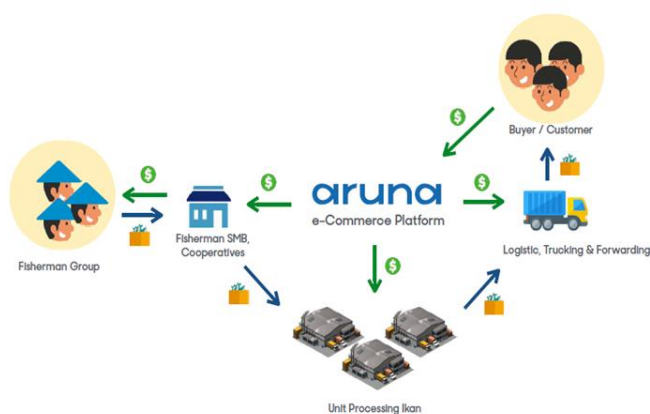 Buyer / Customer
aruna
e-Commerce Platform
Fisherman SMB,
Cooperatives
Fisherman Group
Logistic, Trucking & Forwarding
Unit Processing Ikan
$
$
$
$
$